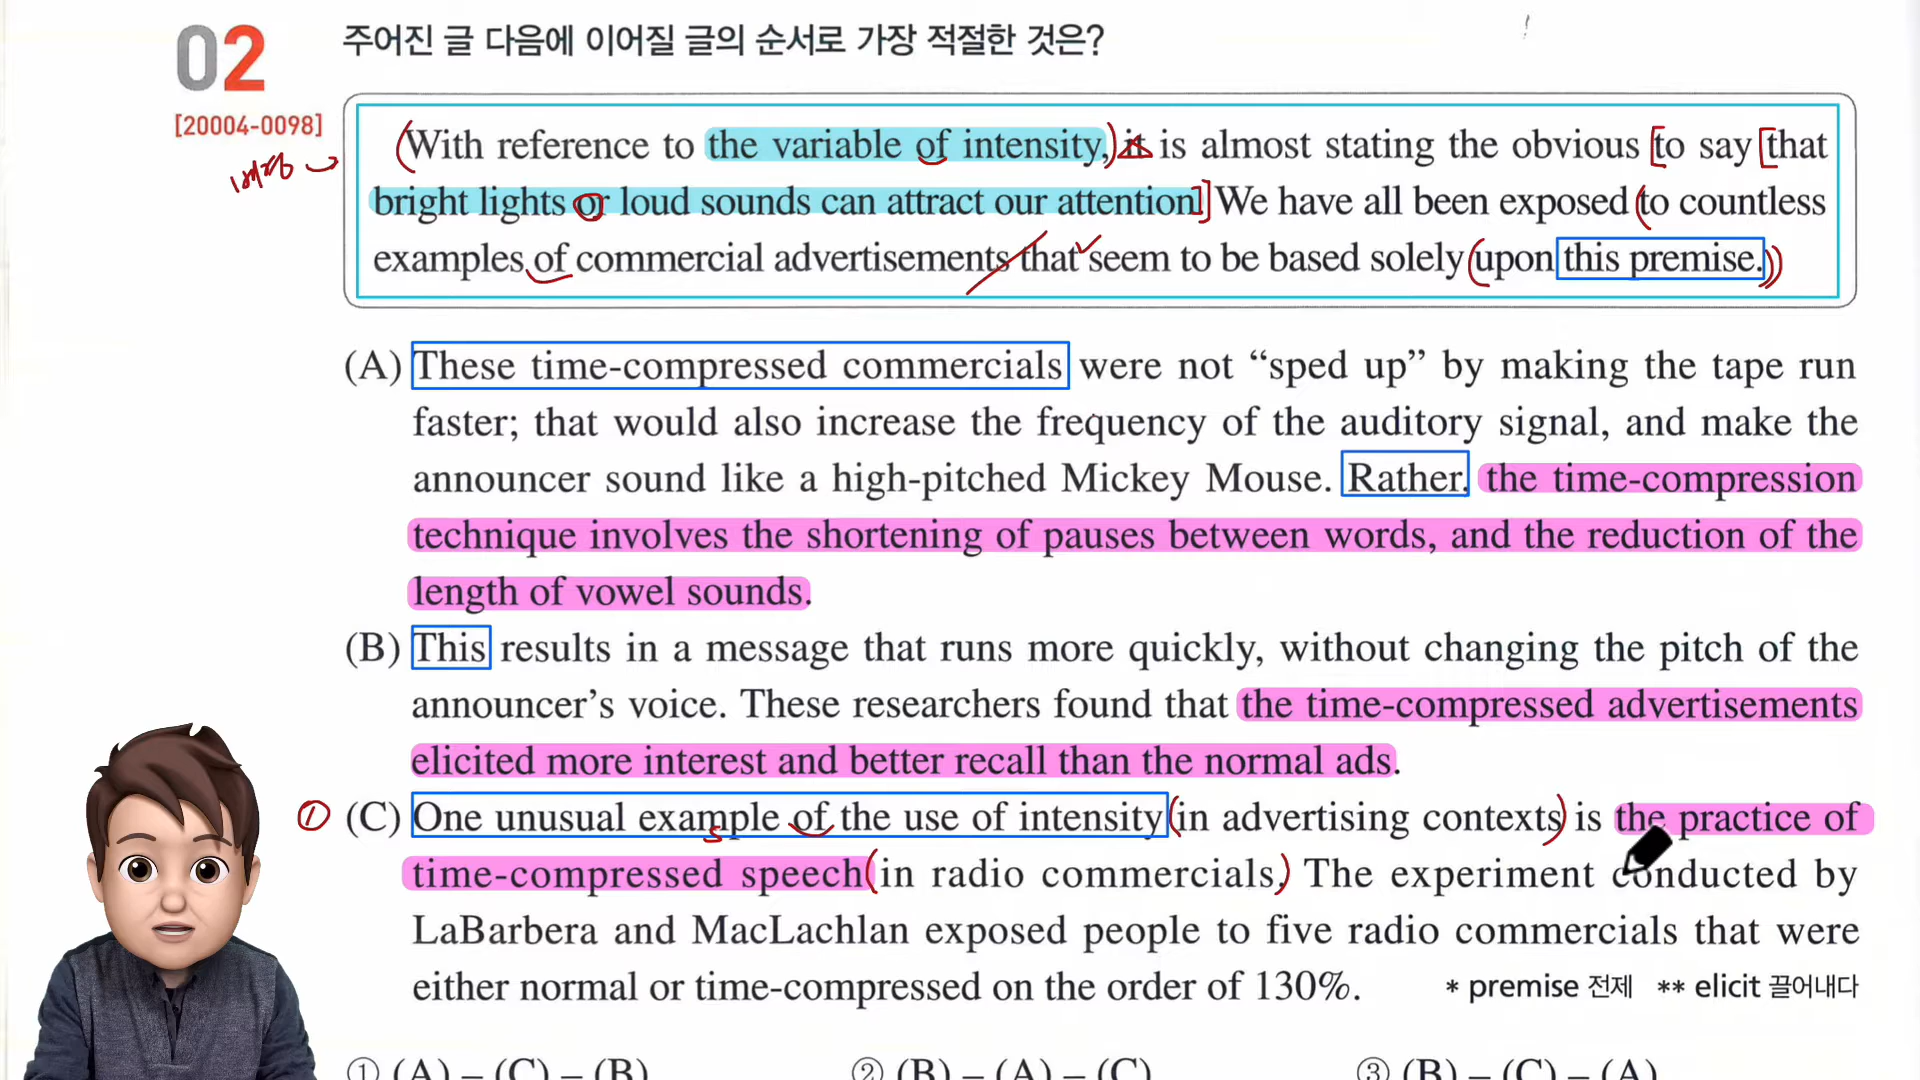 02
주어진 글 다음에 이어질 글의 순서로 가장 적절한 것은?
[20004-0098]
With reference to the variable of intensity, it is almost stating the obvious to say that
bright lights or loud sounds can attract our attention. We have all been exposed to countless
examples of commercial advertisements that seem to be based solely upon this premise.
(A) These time-compressed commercials were not “sped up” by making the tape run
faster; that would also increase the frequency of the auditory signal, and make the
announcer sound like a high-pitched Mickey Mouse. Rather, the time-compression
technique involves the shortening of pauses between words, and the reduction of the
length of vowel sounds.
(B) This results in a message that runs more quickly, without changing the pitch of the
announcer’s voice. These researchers found that the time-compressed advertisements
elicited more interest and better recall than the normal ads.
① (C) One unusual example of the use of intensity in advertising contexts is the practice of
s
time-compressed speech in radio commercials. The experiment conducted by
LaBarbera and MacLachlan exposed people to five radio commercials that were
either normal or time-compressed on the order of 130%.
* premise 전제 ** elicit 끌어내다
① (A) – (C) – (B) ② (B) – (A) – (C) ③ (B) – (C) – (A)